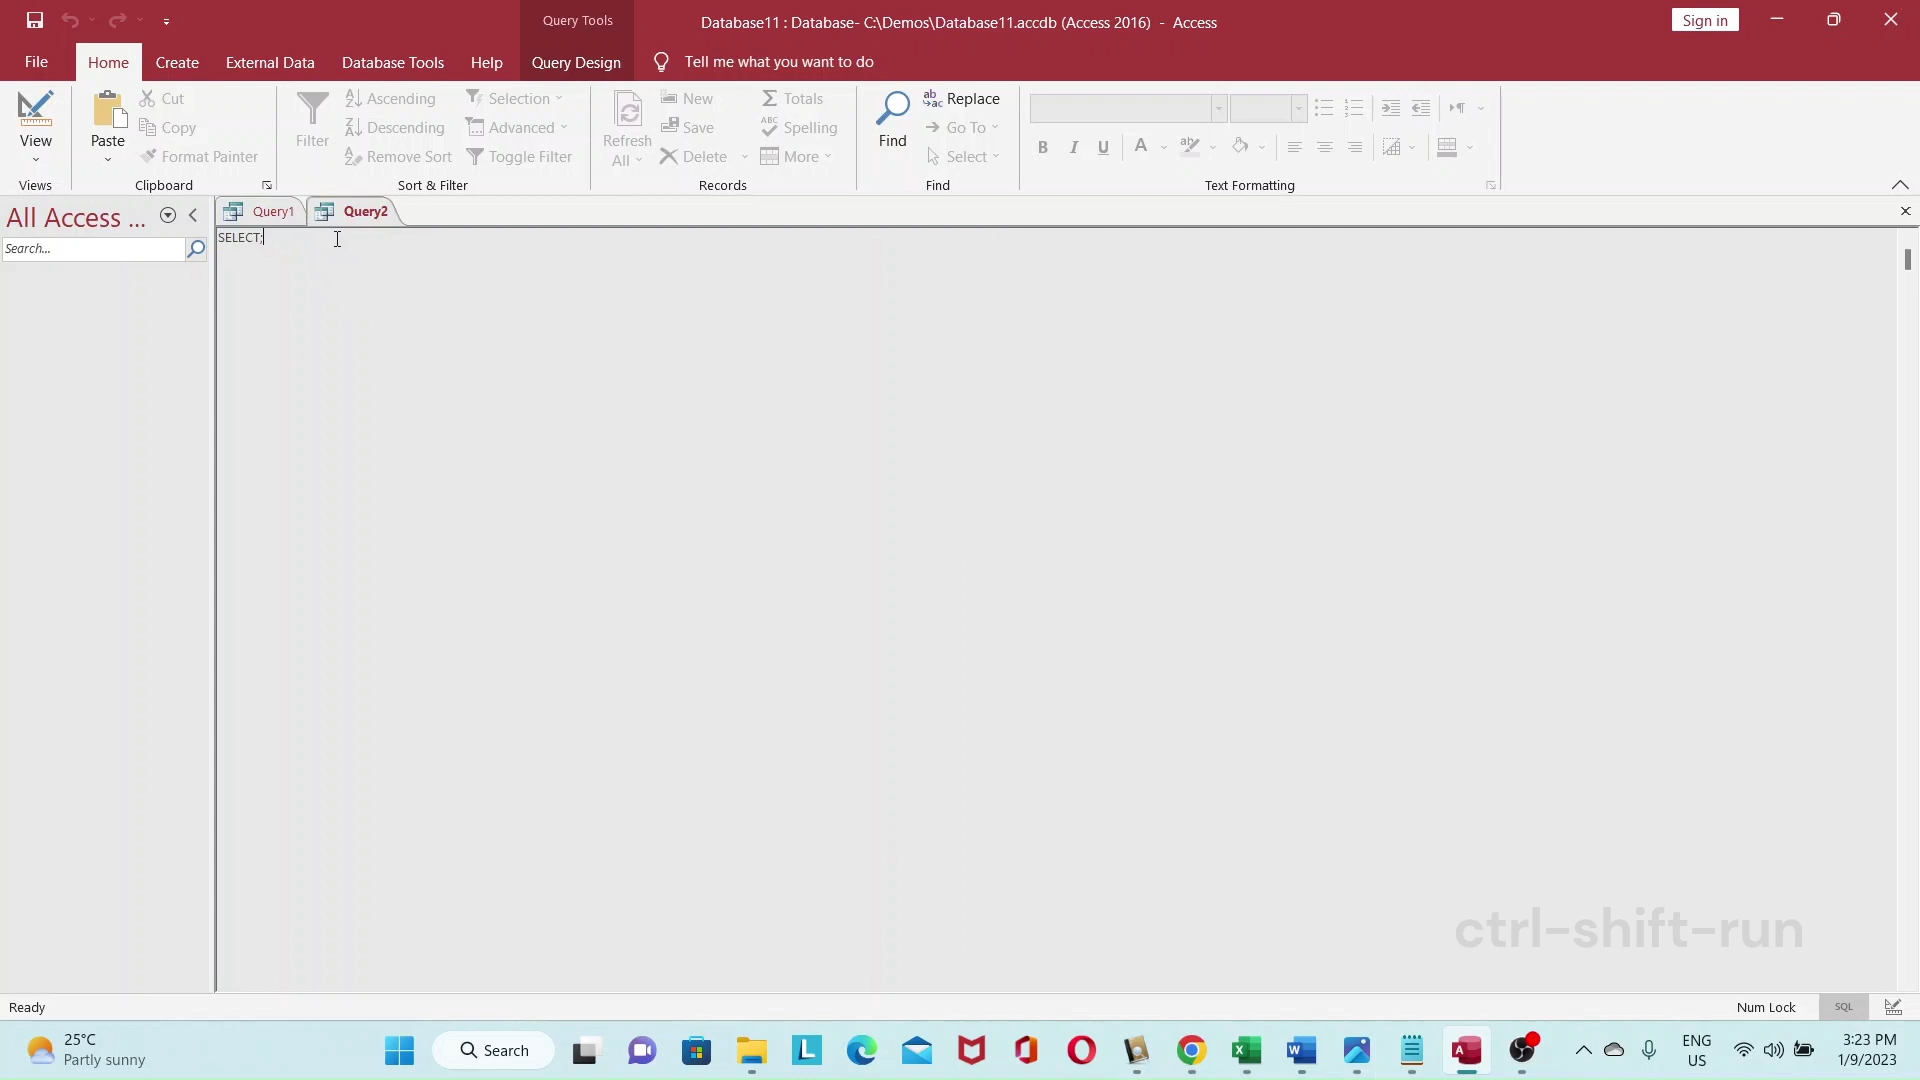 Query Tools
Database11 : Database- C:\Demos\Database11.accdb (Access 2016) - Access
Sign in
File
Home
Create
External Data
Database Tools
Help
Query Design
Tell me what you want to do
View
Views
Paste
Cut
Copy
Format Painter
Clipboard
Filter
Ascending
Descending
Remove Sort
Selection
Advanced
Toggle Filter
Sort & Filter
Refresh
All
New
Save
Delete
Totals
Spelling
More
Records
Find
Replace
Go To
Select
Find
B I U
Text Formatting
All Access ...
Search...
Query1
Query2
SELECT;
ctrl-shift-run
Ready
Num Lock
SQL
25°C
Partly sunny
Search
ENG
US
3:23 PM
1/9/2023